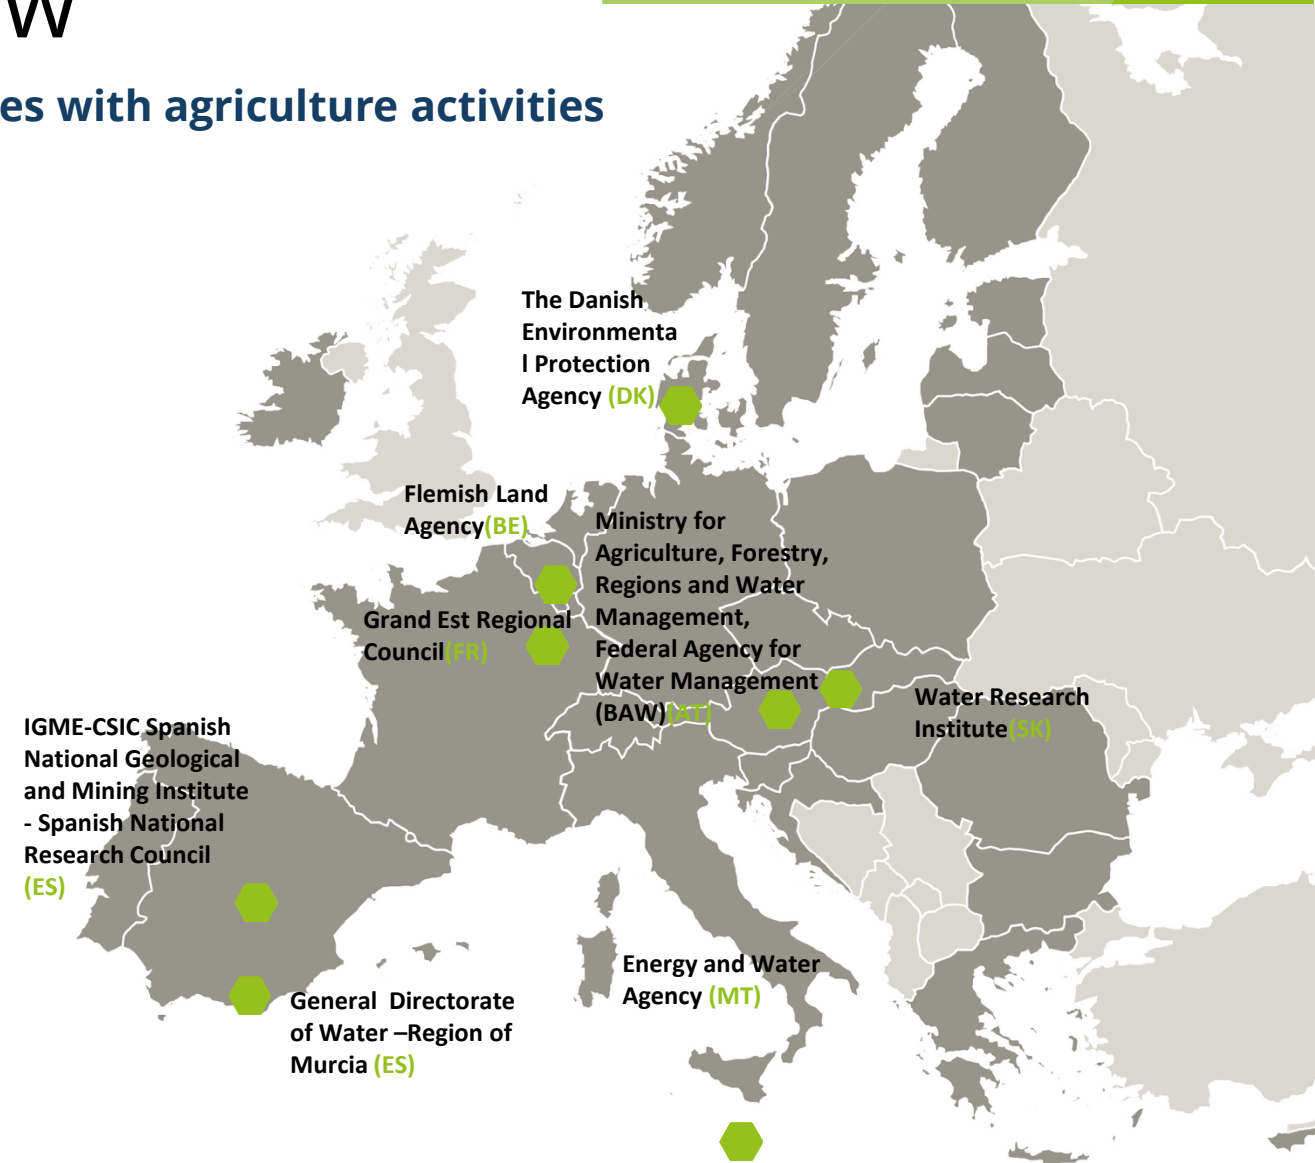 w
es with agriculture activities
The Danish
Environmenta
l Protection
Agency (DK)
Flemish Land
Agency(BE)
Ministry for
Agriculture, Forestry,
Regions and Water
Management,
Federal Agency for
Water Management
(BAW)(AT)
Grand Est Regional
Council(FR)
Water Research
Institute(SK)
IGME-CSIC Spanish
National Geological
and Mining Institute
- Spanish National
Research Council
(ES)
Energy and Water
Agency (MT)
General  Directorate
of Water –Region of
Murcia (ES)